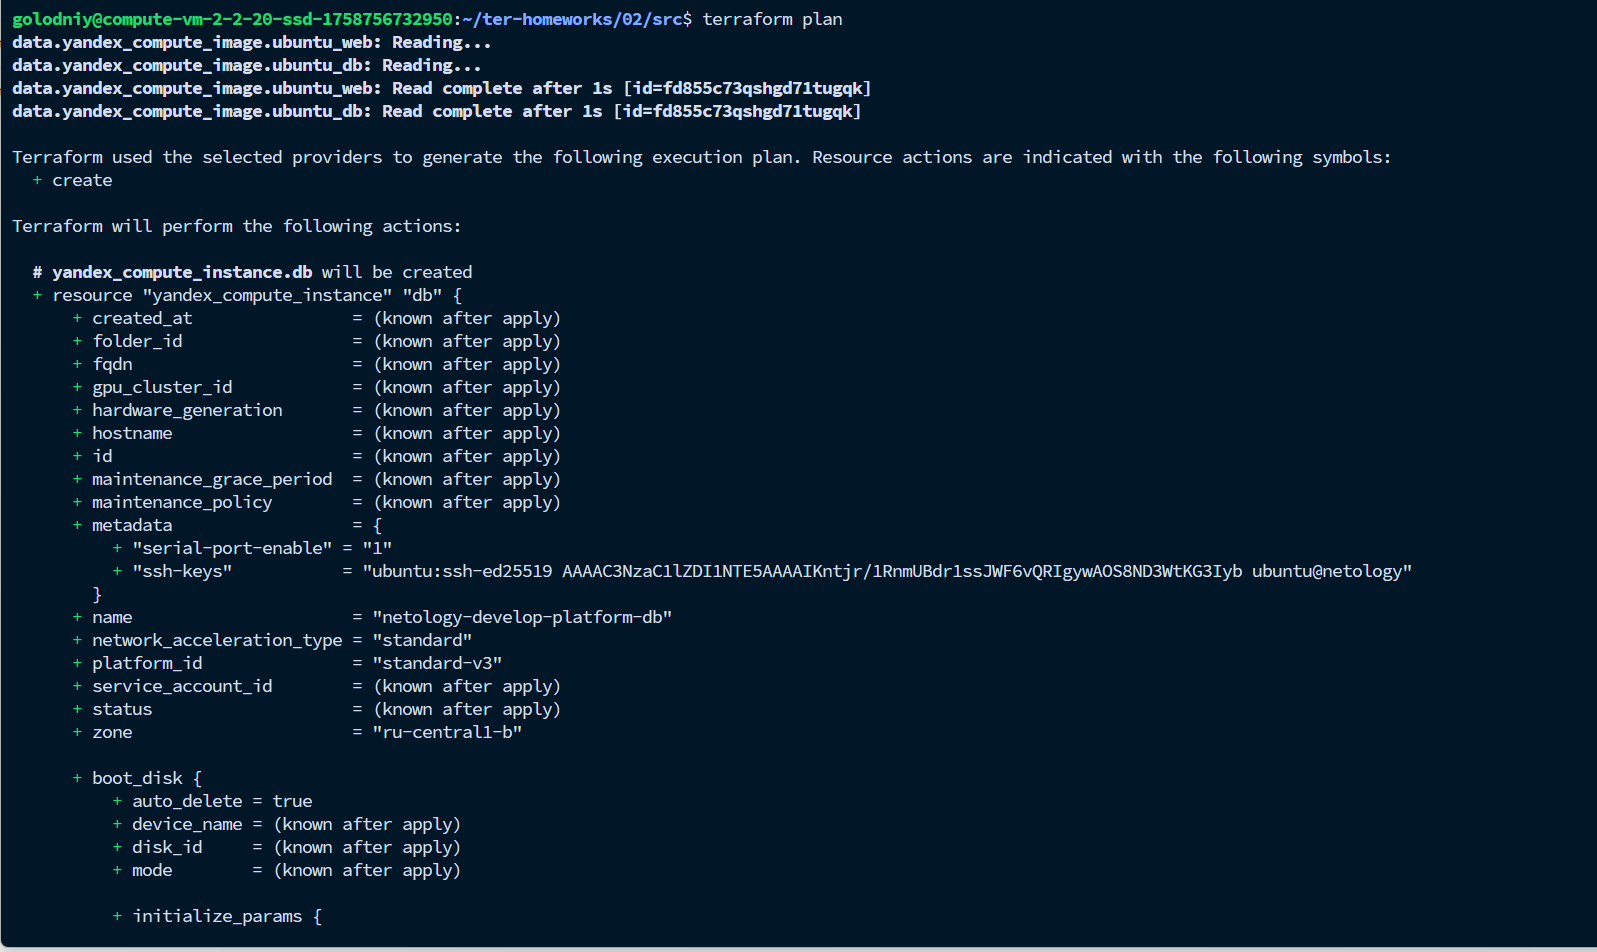 golodniy@compute-vm-2-2-20-ssd-1758756732950:~/ter-homeworks/02/src$ terraform plan
data.yandex_compute_image.ubuntu_web: Reading...
data.yandex_compute_image.ubuntu_db: Reading...
data.yandex_compute_image.ubuntu_web: Read complete after 1s [id=fd855c73qshgd71tugqk]
data.yandex_compute_image.ubuntu_db: Read complete after 1s [id=fd855c73qshgd71tugqk]

Terraform used the selected providers to generate the following execution plan. Resource actions are indicated with the following symbols:
  + create

Terraform will perform the following actions:

  # yandex_compute_instance.db will be created
  + resource "yandex_compute_instance" "db" {
      + created_at                = (known after apply)
      + folder_id                 = (known after apply)
      + fqdn                      = (known after apply)
      + gpu_cluster_id            = (known after apply)
      + hardware_generation       = (known after apply)
      + hostname                  = (known after apply)
      + id                        = (known after apply)
      + maintenance_grace_period  = (known after apply)
      + maintenance_policy        = (known after apply)
      + metadata                  = {
          + "serial-port-enable" = "1"
          + "ssh-keys"           = "ubuntu:ssh-ed25519 AAAAC3NzaC1lZDI1NTE5AAAAIKntjr/1RnmUBdr1ssJWF6vQRIgywAOS8ND3WtKG3Iyb ubuntu@netology"
        }
      + name                      = "netology-develop-platform-db"
      + network_acceleration_type = "standard"
      + platform_id               = "standard-v3"
      + service_account_id        = (known after apply)
      + status                    = (known after apply)
      + zone                      = "ru-central1-b"

      + boot_disk {
          + auto_delete = true
          + device_name = (known after apply)
          + disk_id     = (known after apply)
          + mode        = (known after apply)

          + initialize_params {